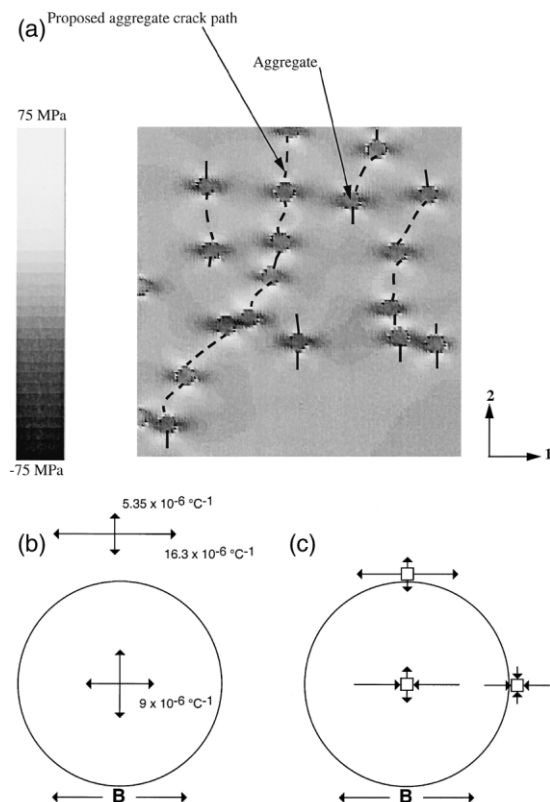 (a)
Proposed aggregate crack path
Aggregate
75 MPa
-75 MPa
2
1
(b)
5.35 x 10⁻⁶ °C⁻¹
16.3 x 10⁻⁶ °C⁻¹
9 x 10⁻⁶ °C⁻¹
B
(c)
B